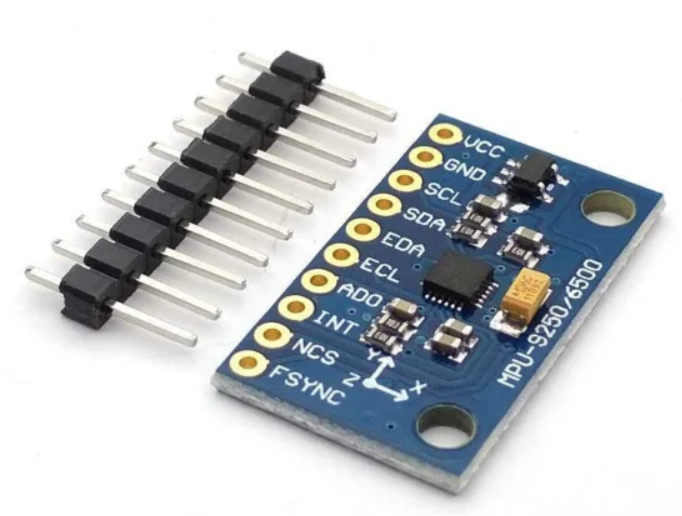 VCC
GND
SCL
SDA
EDA
ECL
ADO
INT
NCS
FSYNC
Y
Z
X
MPU-9250/6500